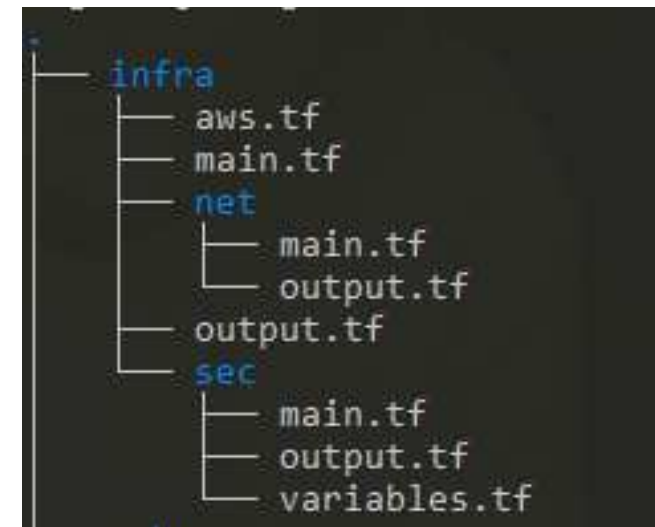 .
├── infra
│   ├── aws.tf
│   ├── main.tf
│   ├── net
│   │   ├── main.tf
│   │   └── output.tf
│   ├── output.tf
│   └── sec
│       ├── main.tf
│       ├── output.tf
│       └── variables.tf